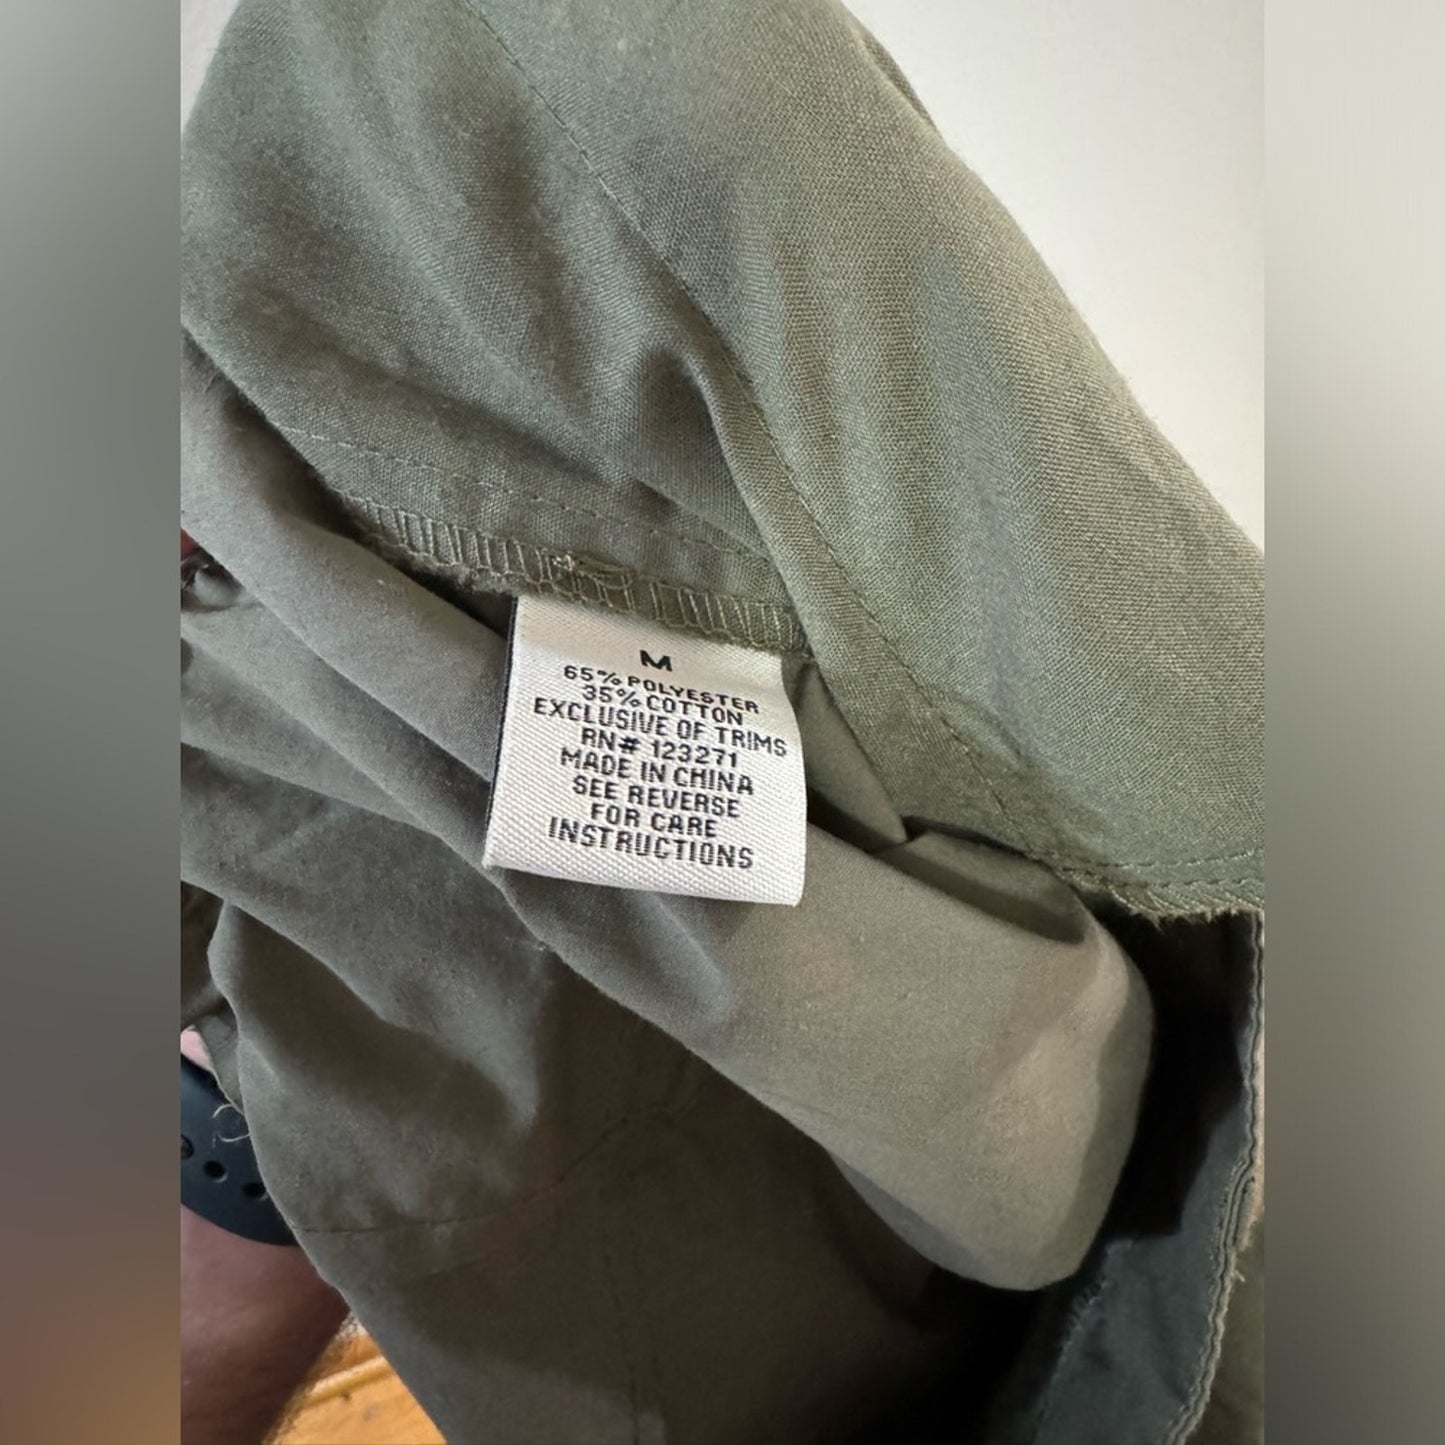 M
65% POLYESTER
35% COTTON
EXCLUSIVE OF TRIMS
RN# 123271
MADE IN CHINA
SEE REVERSE
FOR CARE
INSTRUCTIONS